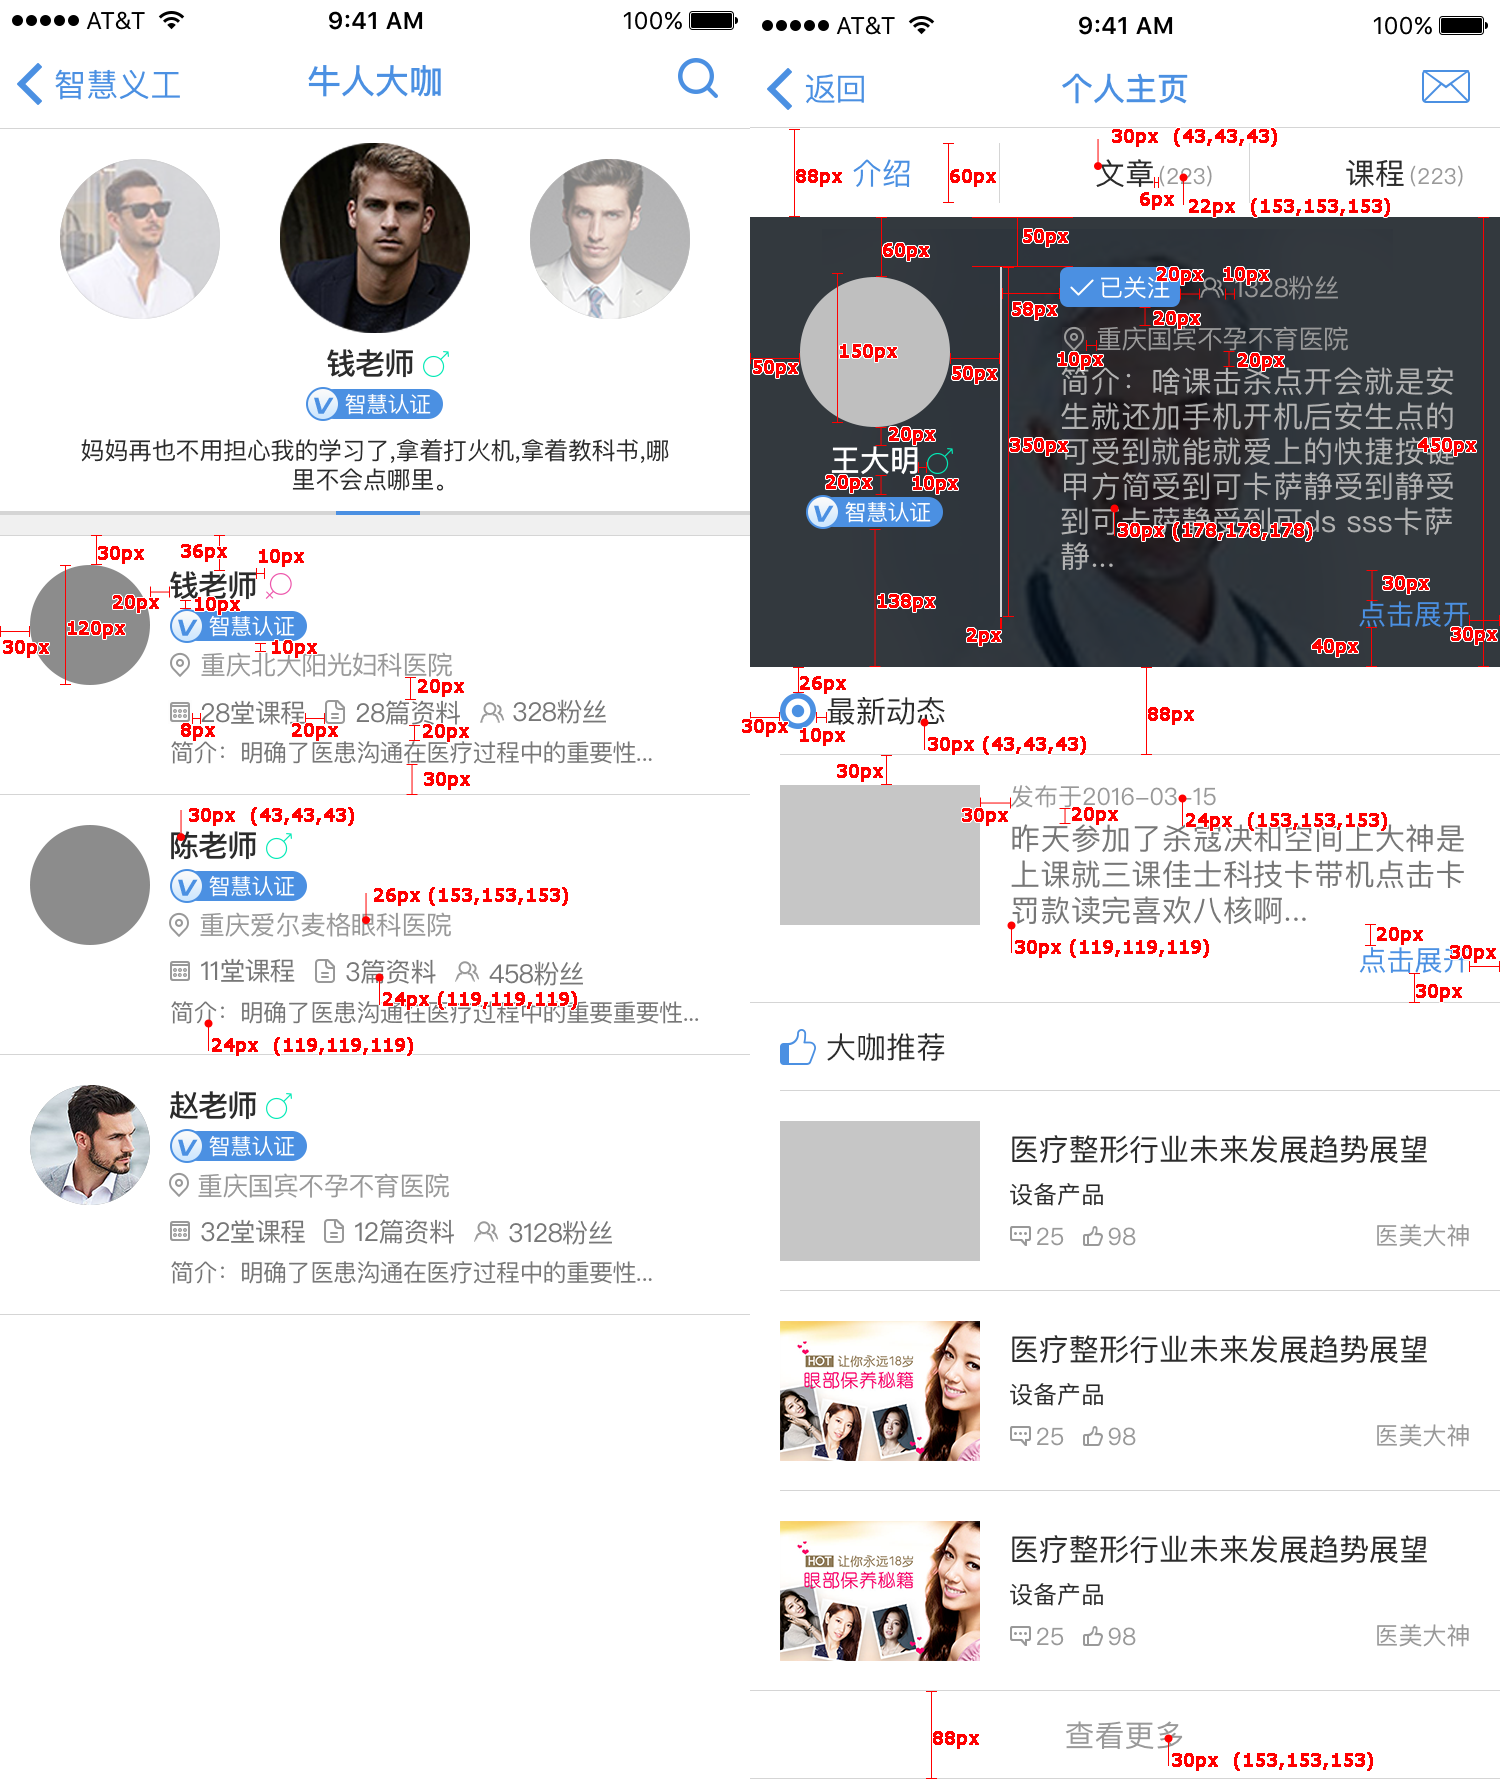 AT&T 9:41 AM 100%
智慧义工 牛人大咖
钱老师
智慧认证
妈妈再也不用担心我的学习了,拿着打火机,拿着教科书,哪
里不会点哪里。
30px 36px 10px
钱老师
20px 10px
120px 智慧认证
30px 10px
重庆北大阳光妇科医院
20px
28堂课程 28篇资料 328粉丝
8px 20px 20px
简介：明确了医患沟通在医疗过程中的重要性...
30px
30px (43,43,43)
陈老师
智慧认证
26px (153,153,153)
重庆爱尔麦格眼科医院
11堂课程 3篇资料 458粉丝
24px (119,119,119)
简介：明确了医患沟通在医疗过程中的重要重要性...
24px (119,119,119)
赵老师
智慧认证
重庆国宾不孕不育医院
32堂课程 12篇资料 3128粉丝
简介：明确了医患沟通在医疗过程中的重要性...
AT&T 9:41 AM 100%
返回 个人主页
30px (43,43,43)
88px 介绍 60px 文章(223) 课程(223)
6px 22px (153,153,153)
60px 50px
20px 10px
已关注 1328粉丝
58px 20px
重庆国宾不孕不育医院
150px 10px 20px
50px 50px
简介：啥课击杀点开会就是安
生就还加手机开机后安生点的
可受到就能就爱上的快捷按键
甲方简受到可卡萨静受到静受
到可卡萨静受到可ds sss卡萨
静...
20px 350px 450px
王大明
20px 10px
智慧认证
30px (178,178,178)
138px 30px
点击展开
2px 40px 30px
26px
最新动态 88px
30px 10px
30px (43,43,43)
30px
发布于2016-03-15
30px 20px 24px (153,153,153)
昨天参加了杀寇决和空间上大神是
上课就三课佳士科技卡带机点击卡
罚款读完喜欢八核啊...
30px (119,119,119) 20px
点击展开 30px
30px
大咖推荐
医疗整形行业未来发展趋势展望
设备产品
25 98 医美大神
HOT 让你永远18岁
眼部保养秘籍
医疗整形行业未来发展趋势展望
设备产品
25 98 医美大神
HOT 让你永远18岁
眼部保养秘籍
医疗整形行业未来发展趋势展望
设备产品
25 98 医美大神
88px 查看更多
30px (153,153,153)